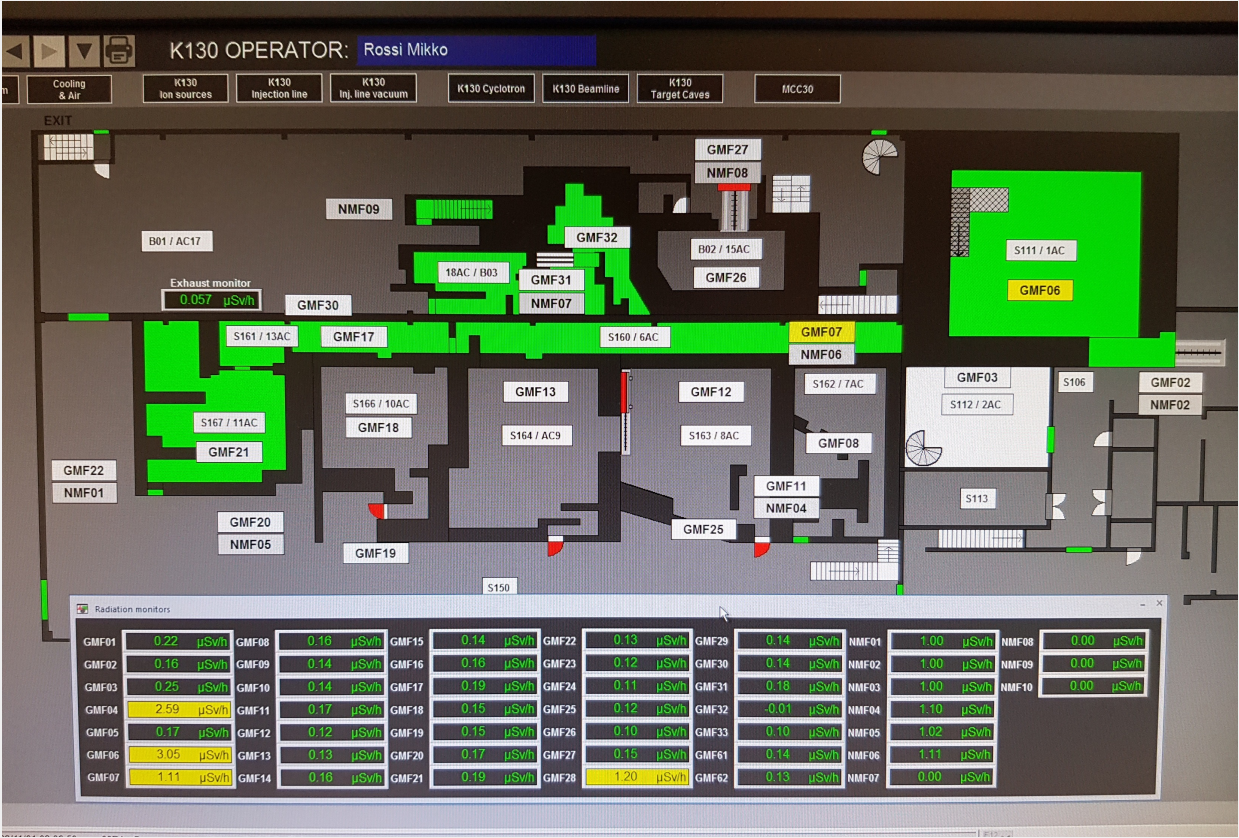 K130 OPERATOR: Rossi Mikko
Cooling & Air
K130 Ion sources
K130 Injection line
K130 Inj. line vacuum
K130 Cyclotron
K130 Beamline
K130 Target Caves
MCC30
EXIT
GMF27
NMF08
NMF09
GMF32
B01 / AC17
B02 / 15AC
S111 / 1AC
18AC / B03
GMF31
GMF26
Exhaust monitor
GMF06
0.057 µSv/h
GMF30
NMF07
S161 / 13AC
GMF17
S160 / 6AC
GMF07
NMF06
GMF03
S106
GMF02
S162 / 7AC
GMF13
GMF12
S166 / 10AC
S112 / 2AC
NMF02
S167 / 11AC
GMF18
S164 / AC9
S163 / 8AC
GMF08
GMF21
GMF22
NMF01
GMF11
S113
NMF04
GMF20
GMF25
NMF05
GMF19
S150
Radiation monitors
GMF01 0.22 µSv/h GMF08 0.16 µSv/h GMF15 0.14 µSv/h GMF22 0.13 µSv/h GMF29 0.14 µSv/h NMF01 1.00 µSv/h NMF08 0.00 µSv/h
GMF02 0.16 µSv/h GMF09 0.14 µSv/h GMF16 0.16 µSv/h GMF23 0.12 µSv/h GMF30 0.14 µSv/h NMF02 1.00 µSv/h NMF09 0.00 µSv/h
GMF03 0.25 µSv/h GMF10 0.14 µSv/h GMF17 0.19 µSv/h GMF24 0.11 µSv/h GMF31 0.18 µSv/h NMF03 1.00 µSv/h NMF10 0.00 µSv/h
GMF04 2.59 µSv/h GMF11 0.17 µSv/h GMF18 0.15 µSv/h GMF25 0.12 µSv/h GMF32 -0.01 µSv/h NMF04 1.10 µSv/h
GMF05 0.17 µSv/h GMF12 0.12 µSv/h GMF19 0.15 µSv/h GMF26 0.10 µSv/h GMF33 0.10 µSv/h NMF05 1.02 µSv/h
GMF06 3.05 µSv/h GMF13 0.13 µSv/h GMF20 0.17 µSv/h GMF27 0.15 µSv/h GMF61 0.14 µSv/h NMF06 1.11 µSv/h
GMF07 1.11 µSv/h GMF14 0.16 µSv/h GMF21 0.19 µSv/h GMF28 1.20 µSv/h GMF62 0.13 µSv/h NMF07 0.00 µSv/h